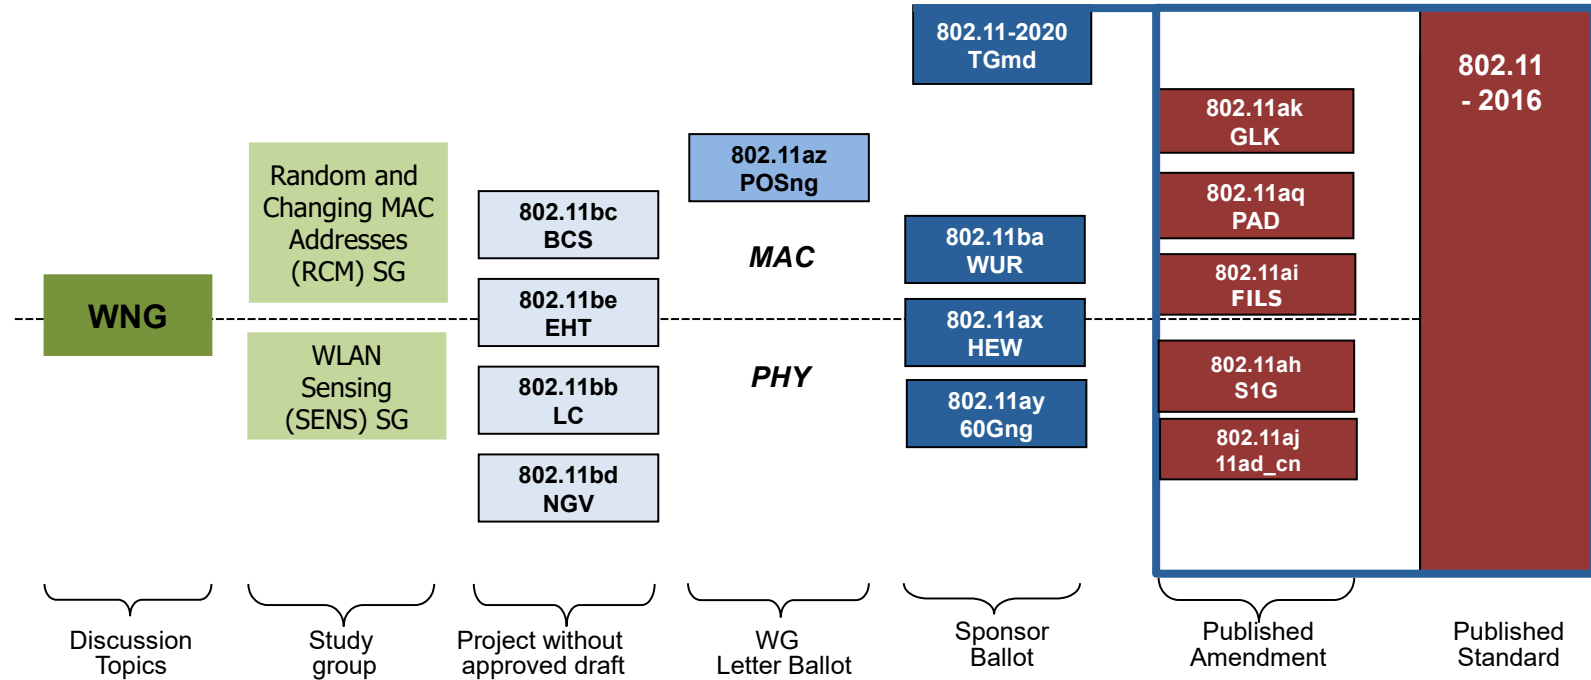 WNG
Random and
Changing MAC
Addresses
(RCM) SG
WLAN
Sensing
(SENS) SG
802.11bc
BCS
802.11be
EHT
802.11bb
LC
802.11bd
NGV
802.11az
POSng
MAC
PHY
802.11-2020
TGmd
802.11ba
WUR
802.11ax
HEW
802.11ay
60Gng
802.11ak
GLK
802.11aq
PAD
802.11ai
FILS
802.11ah
S1G
802.11aj
11ad_cn
802.11
- 2016
Discussion
Topics
Study
group
Project without
approved draft
WG
Letter Ballot
Sponsor
Ballot
Published
Amendment
Published
Standard